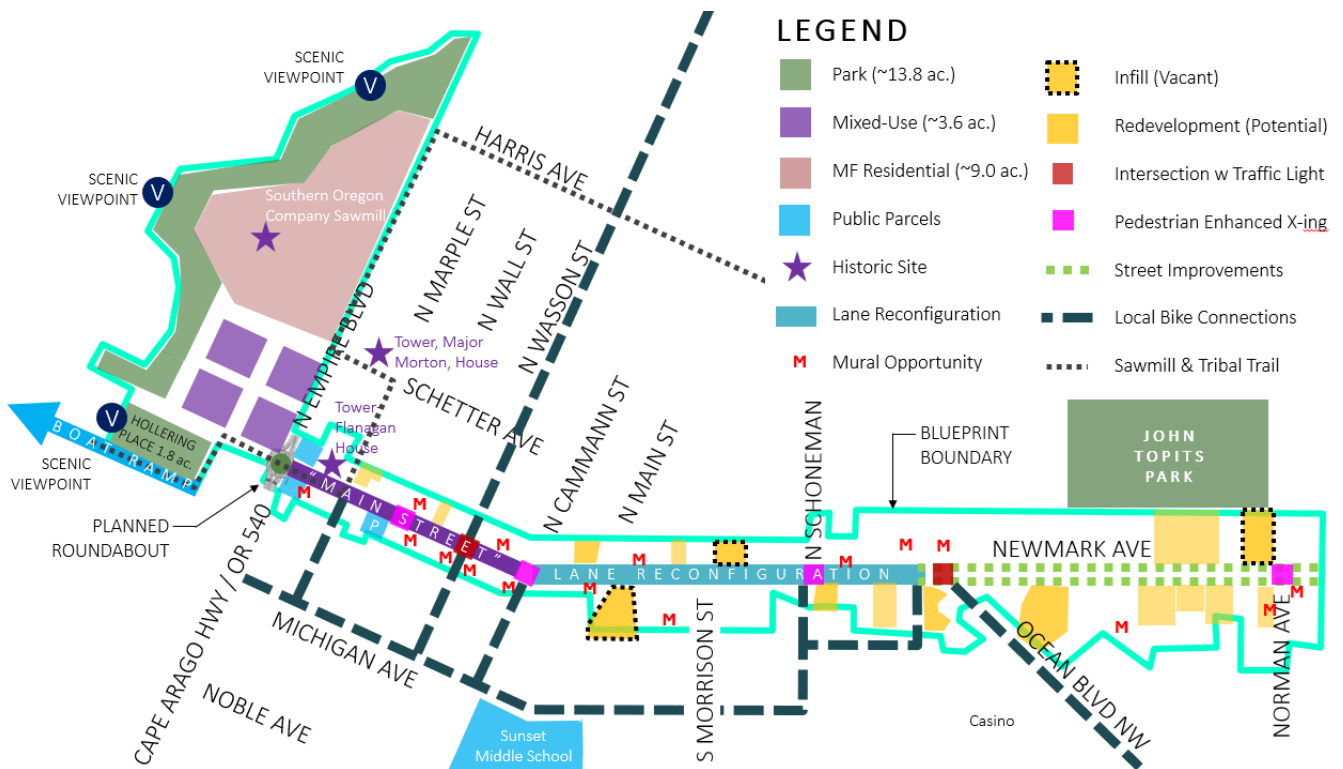 LEGEND
Park (~13.8 ac.)
Mixed-Use (~3.6 ac.)
MF Residential (~9.0 ac.)
Public Parcels
Historic Site
Lane Reconfiguration
M
Mural Opportunity
Infill (Vacant)
Redevelopment (Potential)
Intersection w Traffic Light
Pedestrian Enhanced X-ing
Street Improvements
Local Bike Connections
Sawmill & Tribal Trail
SCENIC
VIEWPOINT
V
SCENIC
VIEWPOINT
V
Southern Oregon
Company Sawmill
HARRIS AVE
N MARPLE ST
N WALL ST
N WASSON ST
N EMPIRE BLVD
Tower, Major
Morton, House
SCHETTER AVE
Tower-
Flanagan
House
V
HOLLERING
PLACE 1.8 ac.
BOAT RAMP
SCENIC
VIEWPOINT
PLANNED
ROUNDABOUT
CAPE ARAGO HWY / OR 540
"MAIN STREET"
P
M
M
M
M
M
M
M
M
N CAMMANN ST
N MAIN ST
N SCHONEMAN
BLUEPRINT
BOUNDARY
JOHN
TOPITS
PARK
NEWMARK AVE
LANE RECONFIGURATION
M
M
M
M
M
M
M
M
M
MICHIGAN AVE
NOBLE AVE
Sunset
Middle School
S MORRISON ST
OCEAN BLVD NW
Casino
NORMAN AVE